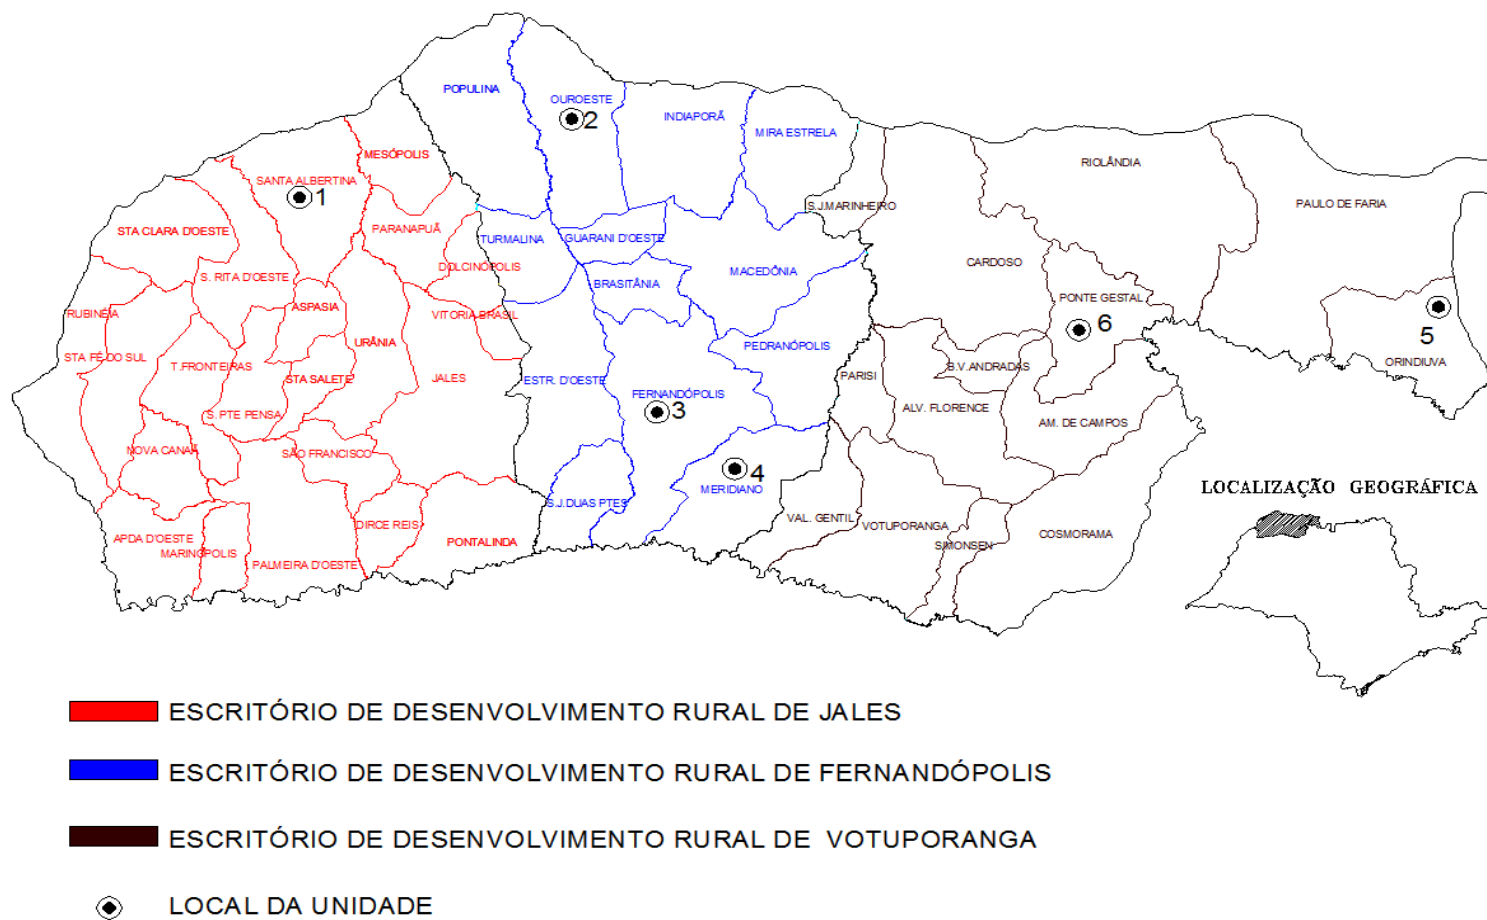 POPULINA
OUROESTE
2
INDIAPORÃ
MIRA ESTRELA
MESÓPOLIS
RIOLÂNDIA
SANTA ALBERTINA
1
S.J.MARINHEIRO
PAULO DE FARIA
STA CLARA D'OESTE
PARANAPUÃ
TURMALINA
GUARANI D'OESTE
DOLCINÓPOLIS
S. RITA D'OESTE
BRASITÂNIA
MACEDÔNIA
CARDOSO
PONTE GESTAL
RUBINÉIA
ASPASIA
VITORIA BRASIL
6
5
URÂNIA
PEDRANÓPOLIS
STA FÉ DO SUL
T.FRONTEIRAS
STA SALETE
JALES
ESTR. D'OESTE
PARISI
B.V.ANDRADAS
ORINDIUVA
FERNANDÓPOLIS
3
S. PTE PENSA
ALV. FLORENCE
AM. DE CAMPOS
NOVA CANAÃ
SÃO FRANCISCO
4
MERIDIANO
LOCALIZAÇÃO GEOGRÁFICA
S.J.DUAS PTES
VAL. GENTIL
VOTUPORANGA
DIRCE REIS
APDA D'OESTE
MARINOPOLIS
PONTALINDA
SIMONSEN
COSMORAMA
PALMEIRA D'OESTE
ESCRITÓRIO DE DESENVOLVIMENTO RURAL DE JALES
ESCRITÓRIO DE DESENVOLVIMENTO RURAL DE FERNANDÓPOLIS
ESCRITÓRIO DE DESENVOLVIMENTO RURAL DE VOTUPORANGA
LOCAL DA UNIDADE